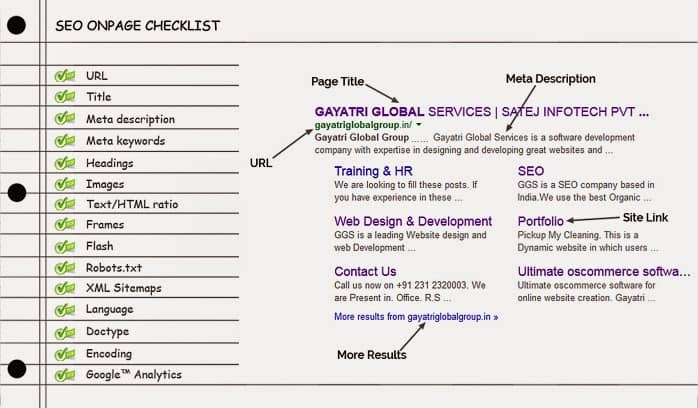 SEO ONPAGE CHECKLIST
URL
Title
Meta description
Meta keywords
Headings
Images
Text/HTML ratio
Frames
Flash
Robots.txt
XML Sitemaps
Language
Doctype
Encoding
Google™ Analytics
Page Title
Meta Description
GAYATRI GLOBAL SERVICES | SATEJ INFOTECH PVT ...
gayatriglobalgroup.in/
Gayatri Global Group ...... Gayatri Global Services is a software development
company with expertise in designing and developing great websites and ...
URL
Training & HR
We are looking to fill these posts. If
you have experience in these ...
SEO
GGS is a SEO company based in
India.We use the best Organic ...
Web Design & Development
GGS is a leading Website design and
web Development ...
Portfolio
Pickup My Cleaning. This is a
Dynamic website in which users ...
Site Link
Contact Us
Call us now on +91 231 2320003. We
are Present in. Office. R.S ...
Ultimate oscommerce softwa...
Ultimate oscommerce software for
online website creation. Gayatri ...
More results from gayatriglobalgroup.in »
More Results